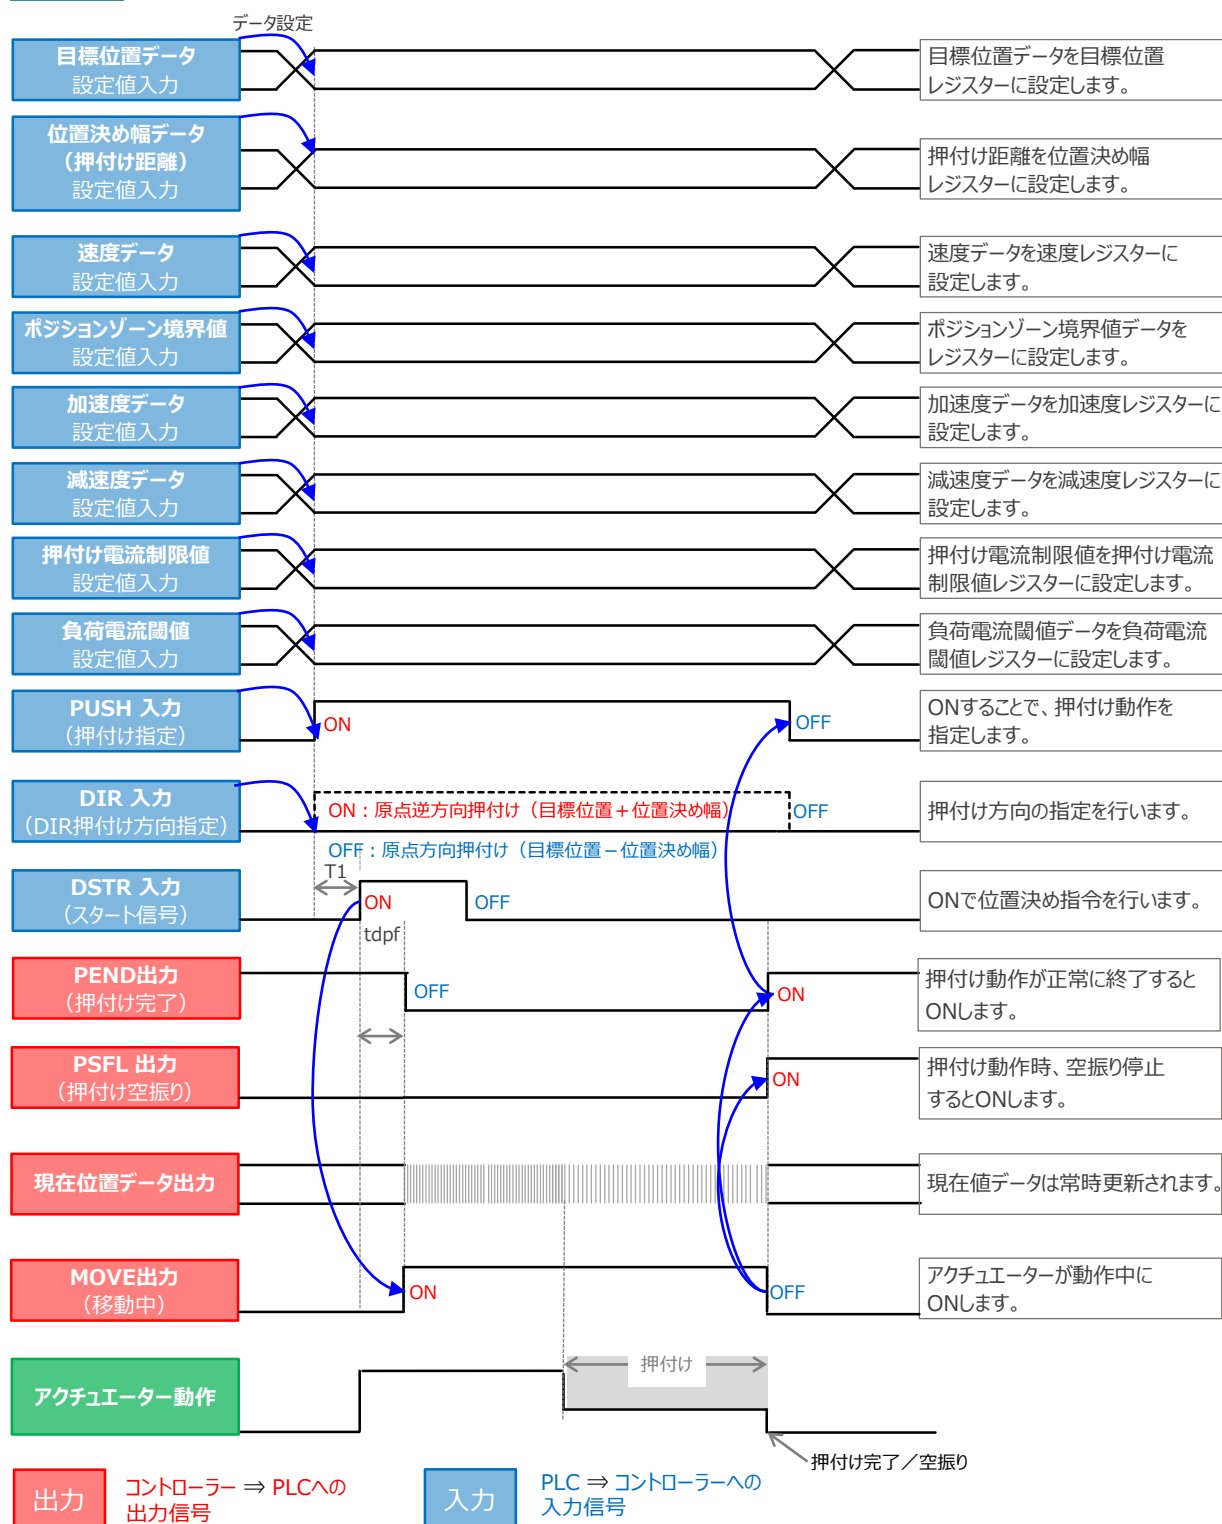 データ設定
目標位置データ
設定値入力
目標位置データを目標位置
レジスターに設定します。
位置決め幅データ
（押付け距離）
設定値入力
押付け距離を位置決め幅
レジスターに設定します。
速度データ
設定値入力
速度データを速度レジスターに
設定します。
ポジションゾーン境界値
設定値入力
ポジションゾーン境界値データを
レジスターに設定します。
加速度データ
設定値入力
加速度データを加速度レジスターに
設定します。
減速度データ
設定値入力
減速度データを減速度レジスターに
設定します。
押付け電流制限値
設定値入力
押付け電流制限値を押付け電流
制限値レジスターに設定します。
負荷電流閾値
設定値入力
負荷電流閾値データを負荷電流
閾値レジスターに設定します。
PUSH 入力
（押付け指定）
ON
OFF
ONすることで、押付け動作を
指定します。
DIR 入力
（DIR押付け方向指定）
ON：原点逆方向押付け（目標位置＋位置決め幅）
OFF
OFF：原点方向押付け（目標位置－位置決め幅）
押付け方向の指定を行います。
T1
DSTR 入力
（スタート信号）
ON
OFF
ONで位置決め指令を行います。
tdpf
PEND出力
（押付け完了）
OFF
ON
押付け動作が正常に終了すると
ONします。
PSFL 出力
（押付け空振り）
ON
押付け動作時、空振り停止
するとONします。
現在位置データ出力
現在値データは常時更新されます。
MOVE出力
（移動中）
ON
OFF
アクチュエーターが動作中に
ONします。
アクチュエーター動作
押付け
押付け完了／空振り
出力
コントローラー ⇒ PLCへの
出力信号
入力
PLC ⇒ コントローラーへの
入力信号